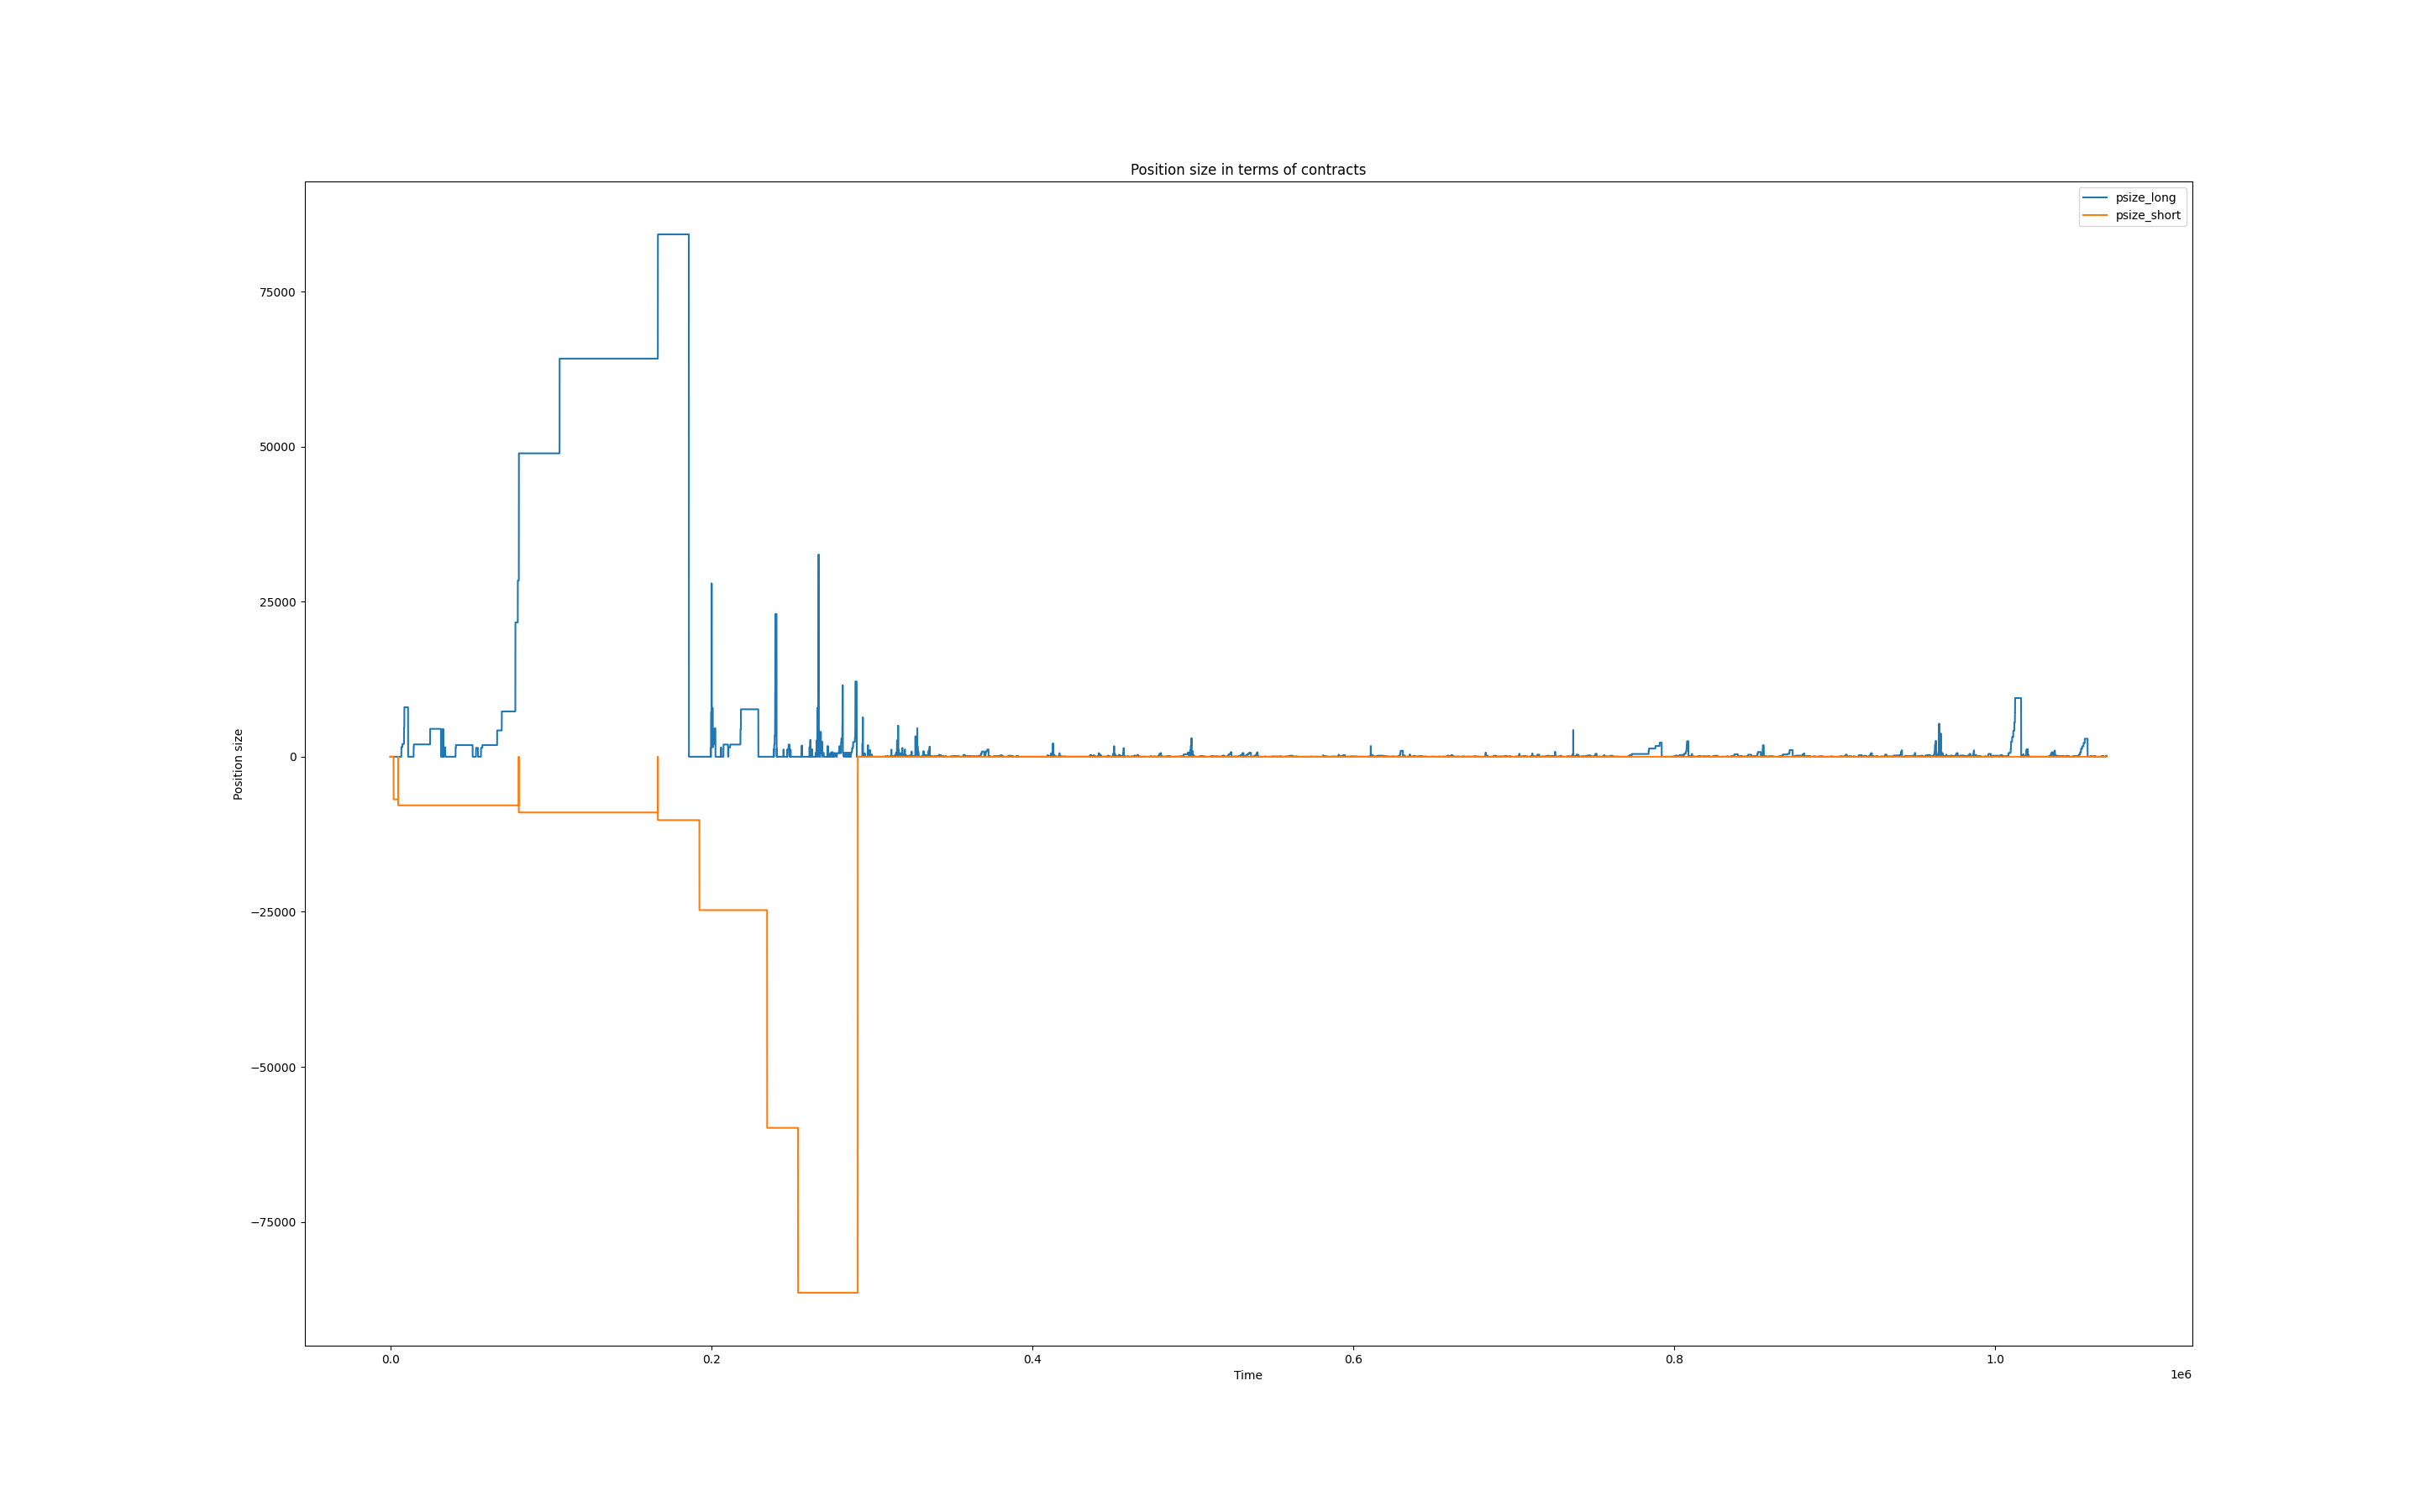 Position size in terms of contracts
psize_long
psize_short
75000
50000
25000
0
−25000
−50000
−75000
Position size
0.0
0.2
0.4
0.6
0.8
1.0
Time
1e6